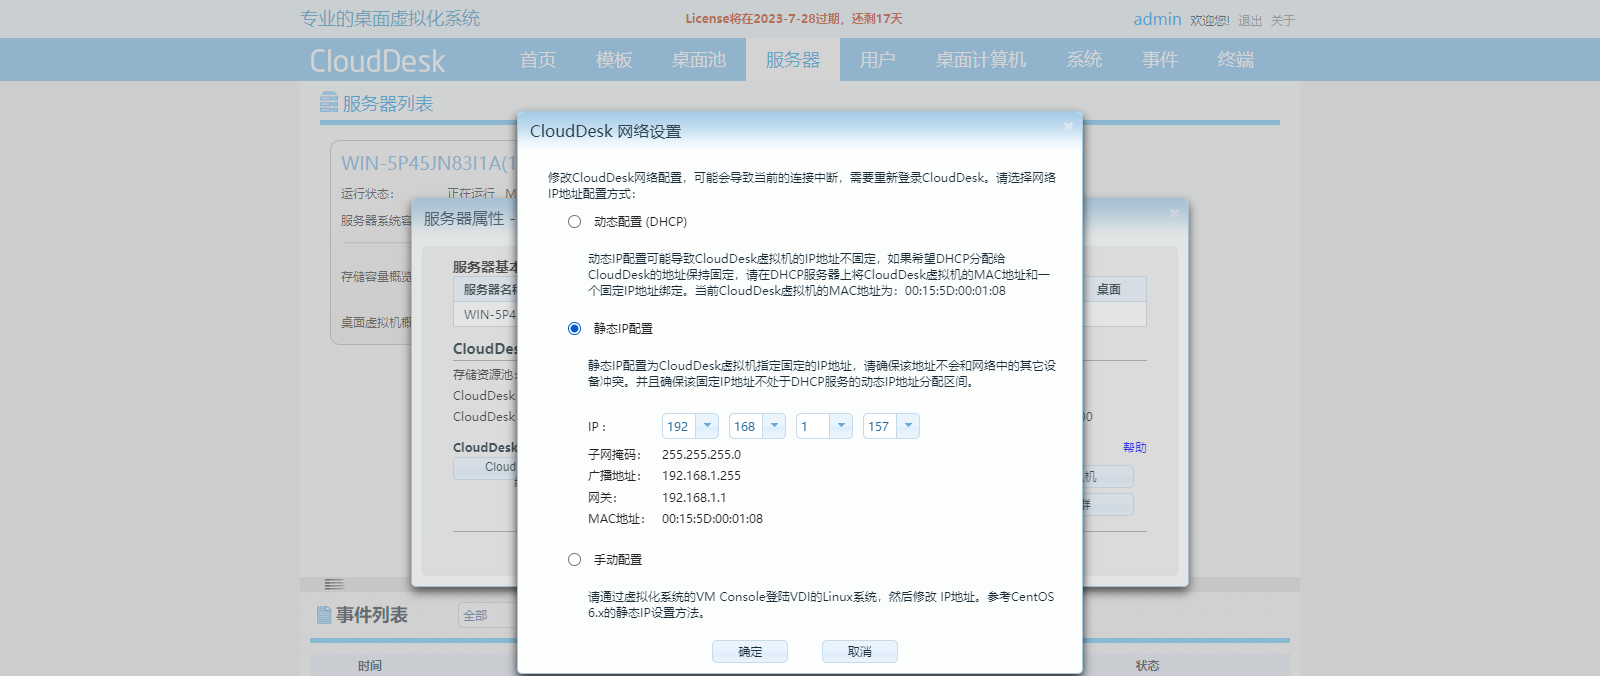 专业的桌面虚拟化系统
License将在2023-7-28过期，还剩17天
admin 欢迎您! 退出 关于
CloudDesk
首页 模板 桌面池 服务器 用户 桌面计算机 系统 事件 终端
服务器列表
WIN-5P45JN83I1A(1
运行状态: 正在运行 M
服务器系统容
存储容量概览
桌面虚拟机概
服务器属性 -
服务器基本
服务器名称
桌面
WIN-5P4
CloudDes
存储资源池:
CloudDesk
CloudDesk
00
CloudDesk
帮助
Cloud
机
群
CloudDesk 网络设置
修改CloudDesk网络配置，可能会导致当前的连接中断，需要重新登录CloudDesk。请选择网络
IP地址配置方式:
动态配置 (DHCP)
动态IP配置可能导致CloudDesk虚拟机的IP地址不固定，如果希望DHCP分配给
CloudDesk的地址保持固定，请在DHCP服务器上将CloudDesk虚拟机的MAC地址和一
个固定IP地址绑定。当前CloudDesk虚拟机的MAC地址为：00:15:5D:00:01:08
静态IP配置
静态IP配置为CloudDesk虚拟机指定固定的IP地址，请确保该地址不会和网络中的其它设
备冲突。并且确保该固定IP地址不处于DHCP服务的动态IP地址分配区间。
IP： 192 168 1 157
子网掩码： 255.255.255.0
广播地址： 192.168.1.255
网关： 192.168.1.1
MAC地址： 00:15:5D:00:01:08
手动配置
请通过虚拟化系统的VM Console登陆VDI的Linux系统，然后修改 IP地址。参考CentOS
6.x的静态IP设置方法。
确定 取消
事件列表 全部
时间 状态